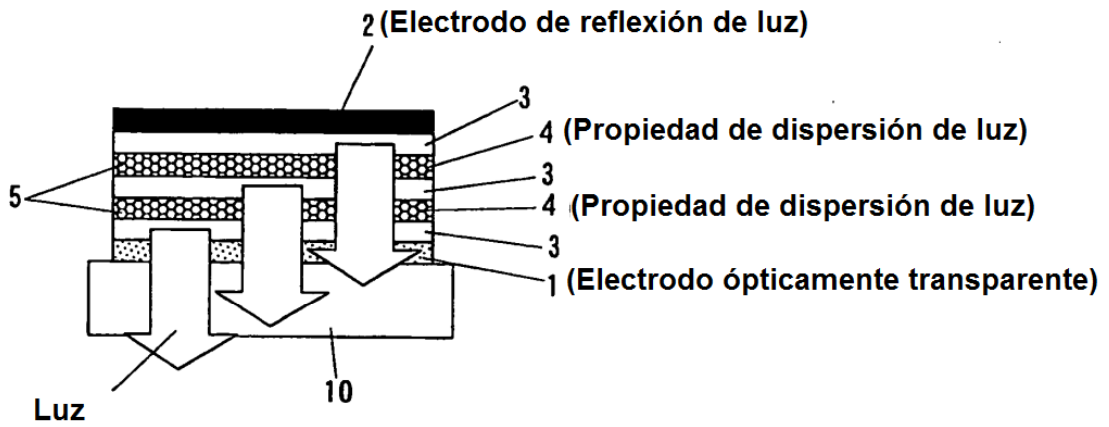 2 (Electrodo de reflexión de luz)
3
4 (Propiedad de dispersión de luz)
3
5
4 (Propiedad de dispersión de luz)
3
1 (Electrodo ópticamente transparente)
10
Luz